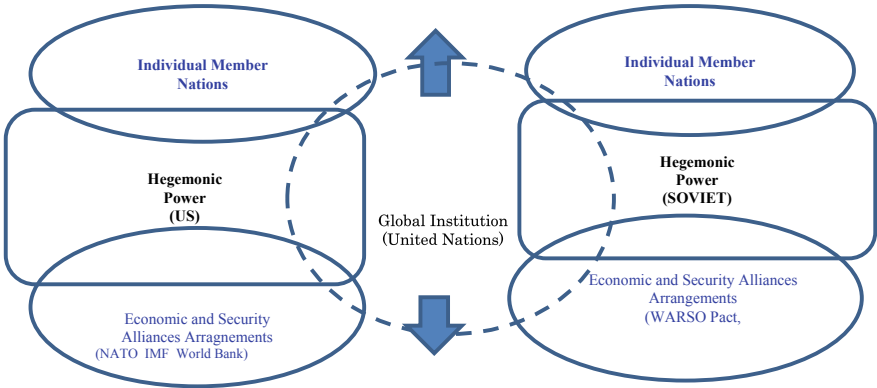 Individual Member
Nations
Hegemonic
Power
(US)
Economic and Security
Alliances Arragnements
(NATO IMF World Bank)
Global Institution
(United Nations)
Individual Member
Nations
Hegemonic
Power
(SOVIET)
Economic and Security Alliances
Arrangements
(WARSO Pact,